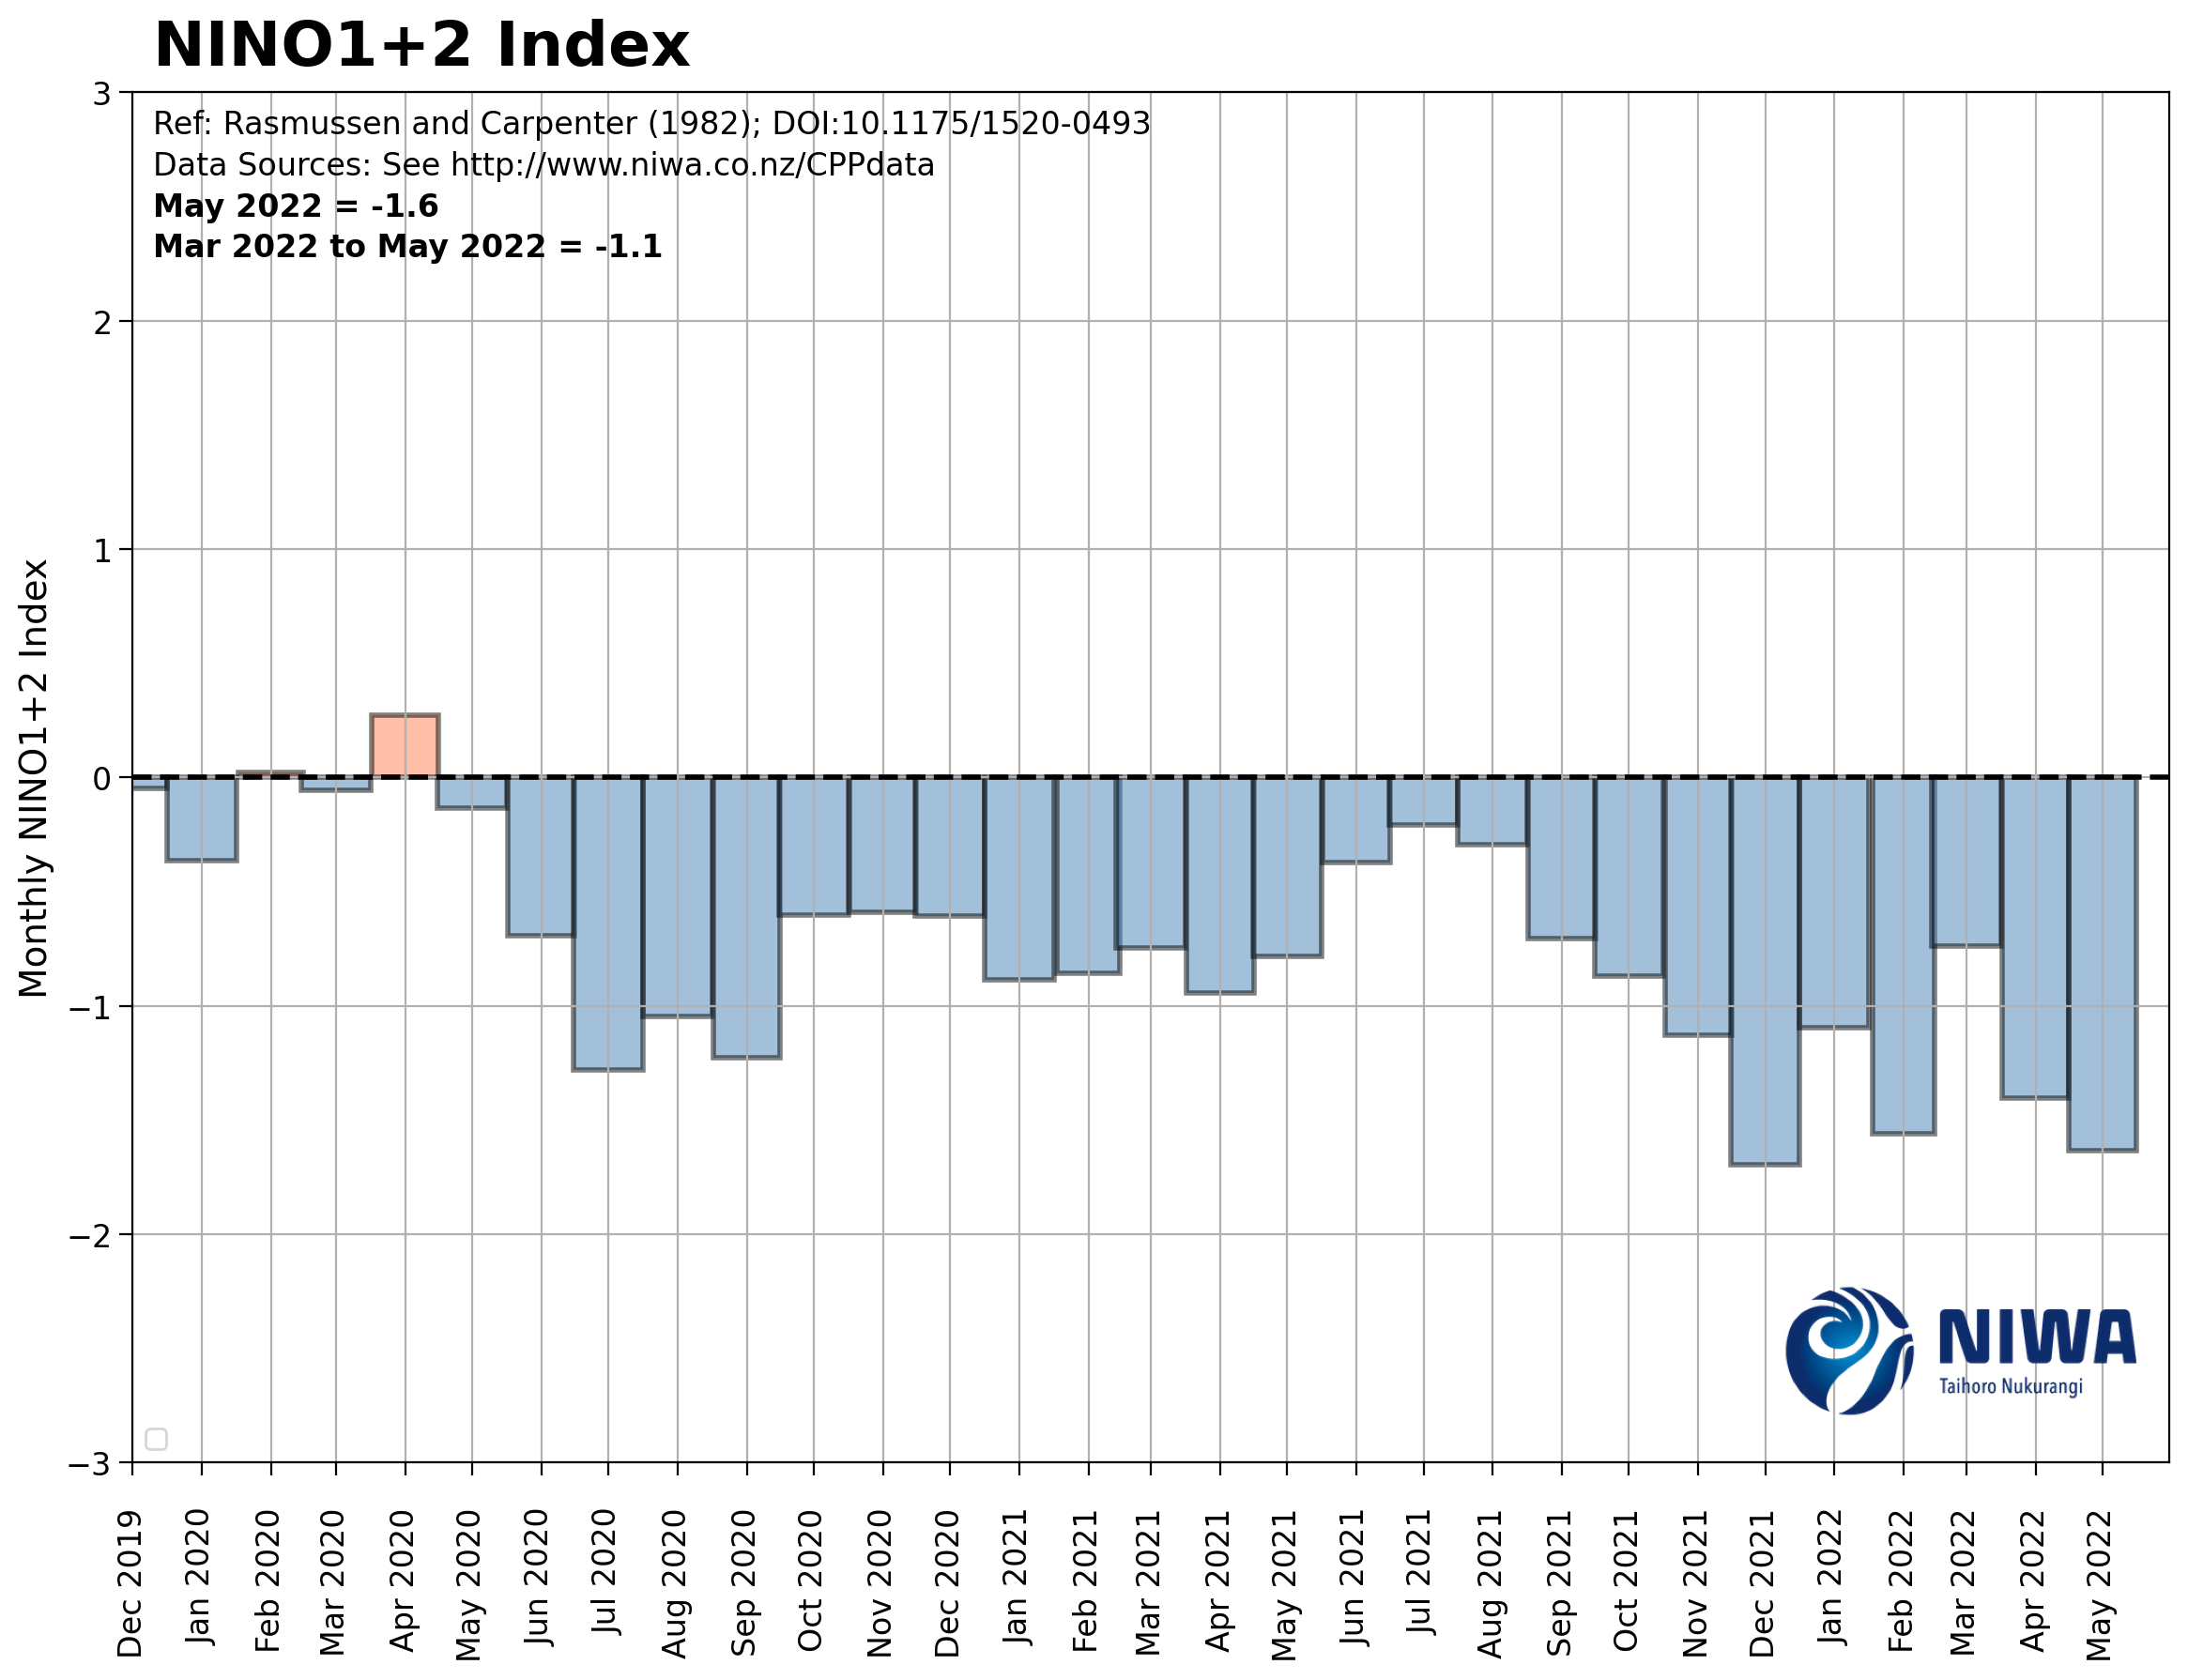 NINO1+2 Index
Ref: Rasmussen and Carpenter (1982); DOI:10.1175/1520-0493
Data Sources: See http://www.niwa.co.nz/CPPdata
May 2022 = -1.6
Mar 2022 to May 2022 = -1.1
Monthly NINO1+2 Index
3
2
1
0
−1
−2
−3
NIWA
Taihoro Nukurangi
Dec 2019
Jan 2020
Feb 2020
Mar 2020
Apr 2020
May 2020
Jun 2020
Jul 2020
Aug 2020
Sep 2020
Oct 2020
Nov 2020
Dec 2020
Jan 2021
Feb 2021
Mar 2021
Apr 2021
May 2021
Jun 2021
Jul 2021
Aug 2021
Sep 2021
Oct 2021
Nov 2021
Dec 2021
Jan 2022
Feb 2022
Mar 2022
Apr 2022
May 2022